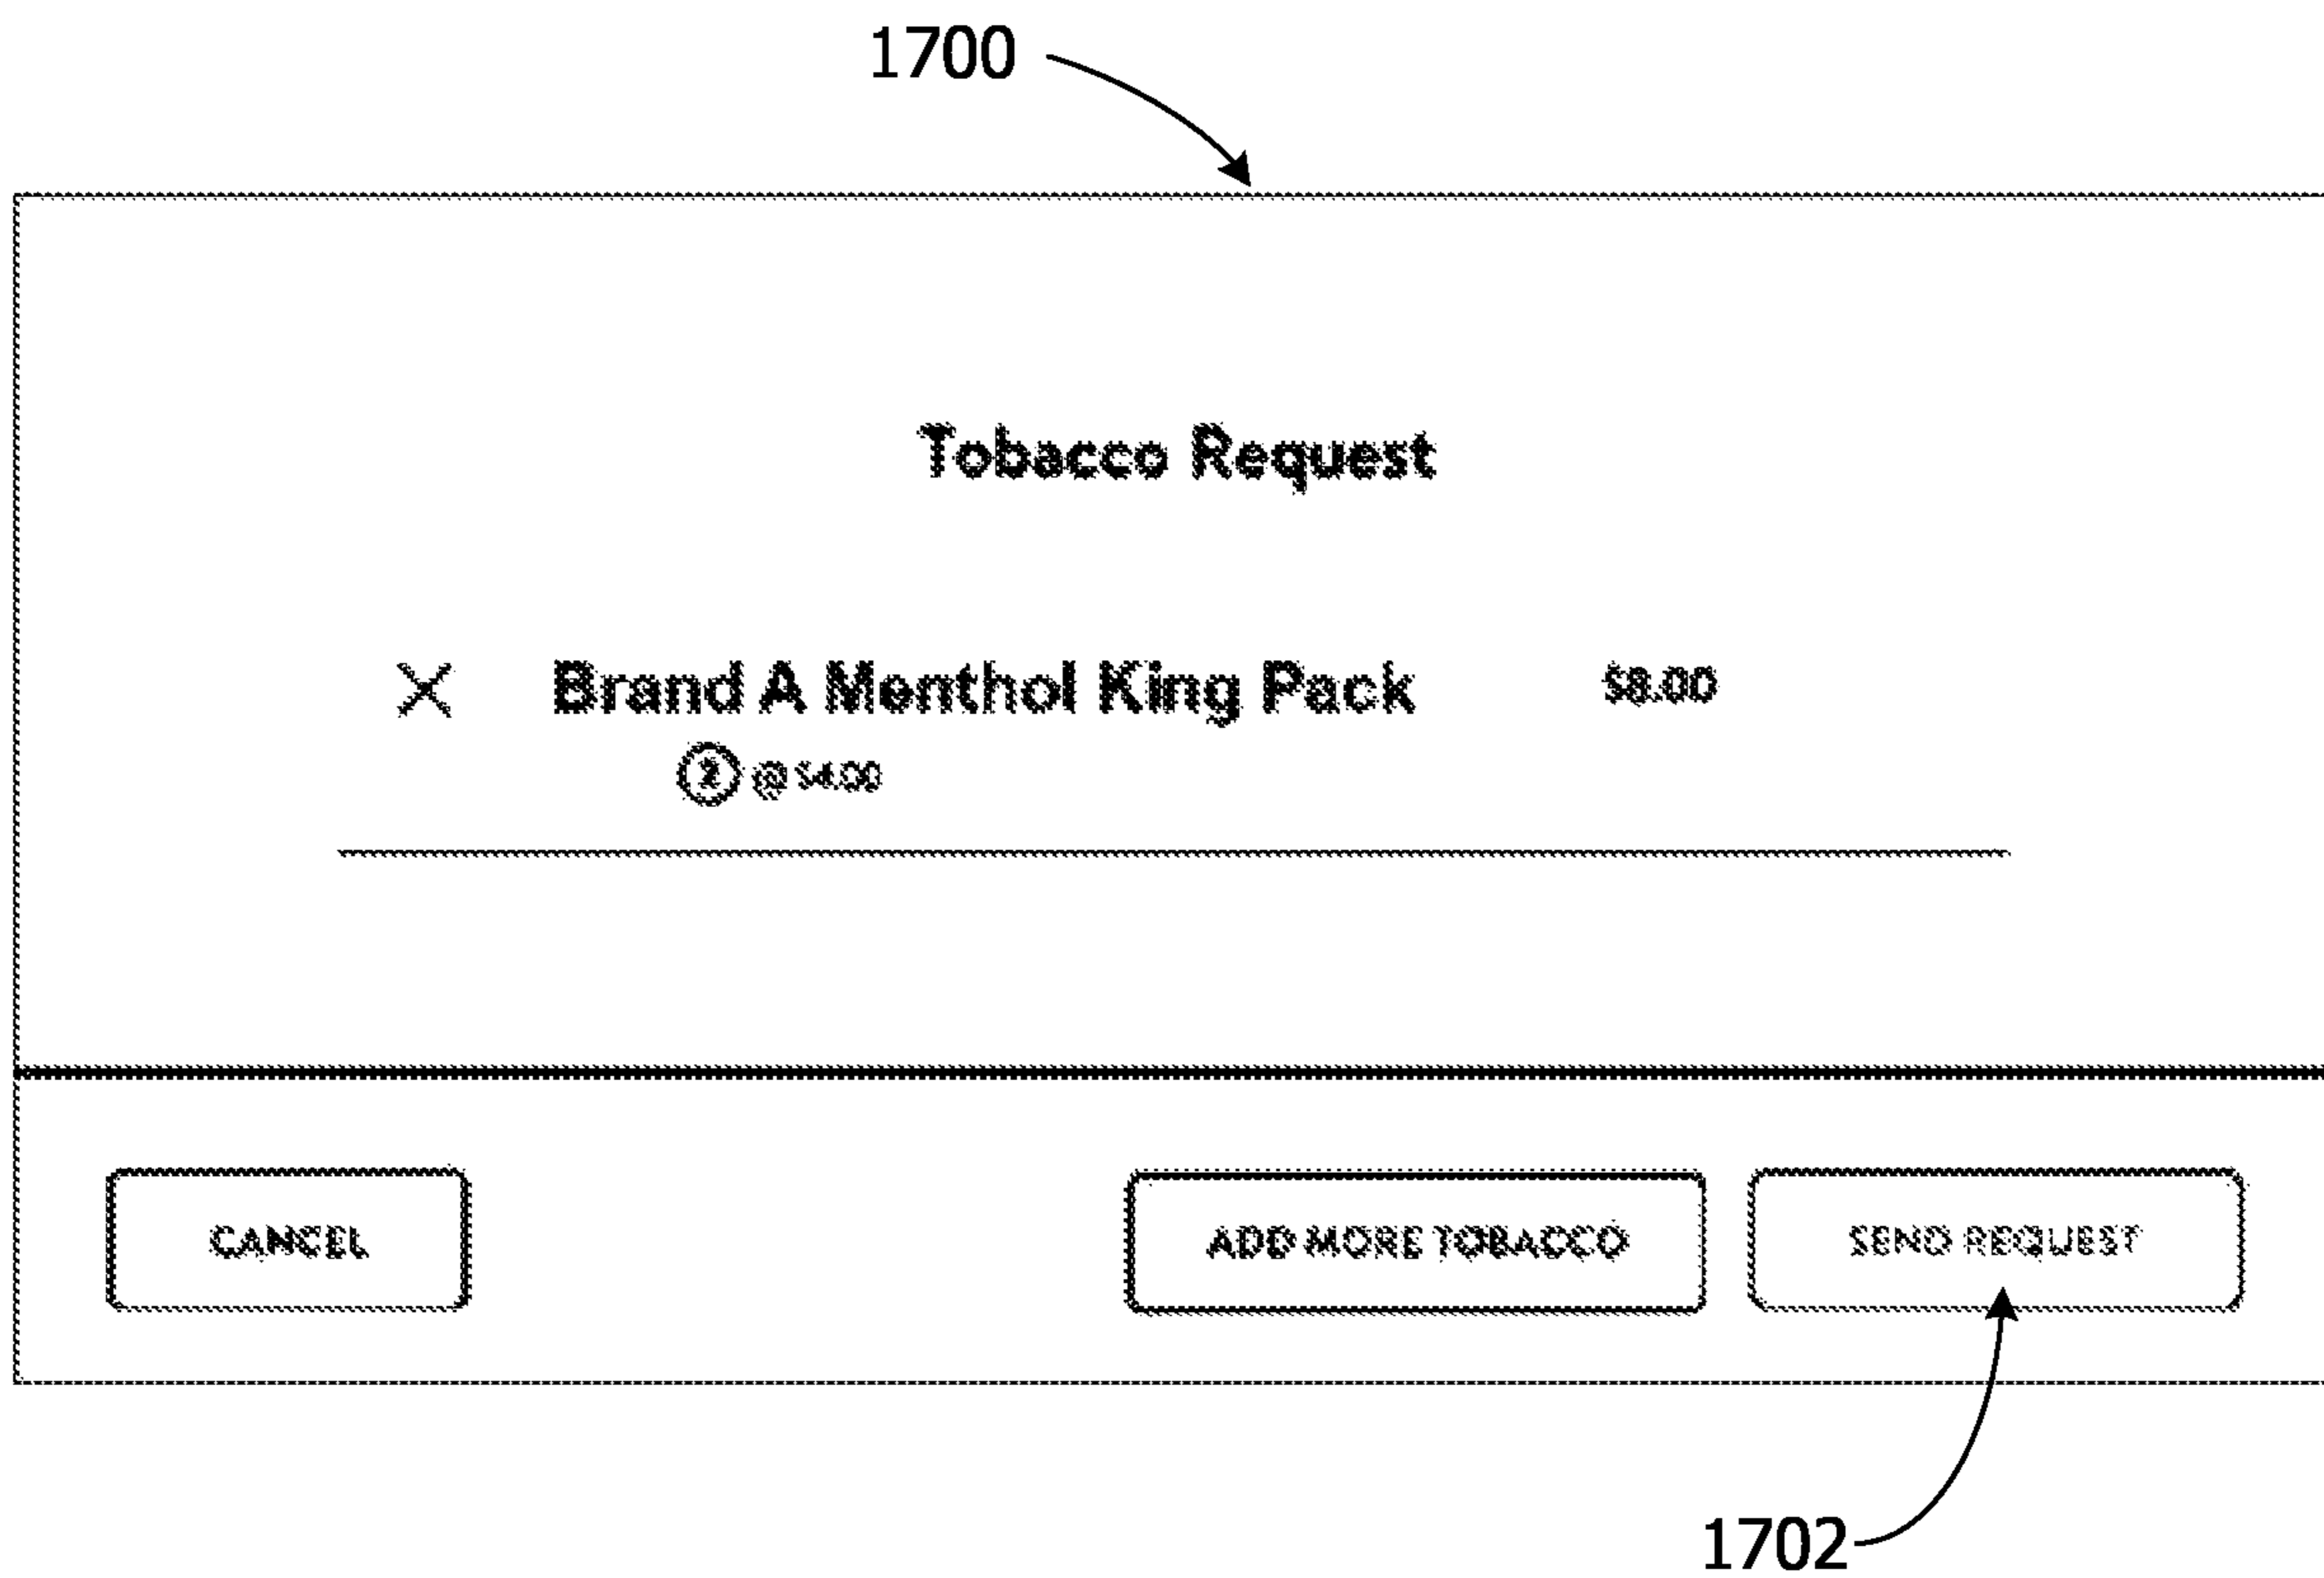 1700
Tobacco Request
Brand A Menthol King Pack $8.00
2 @ $4.00
CANCEL ADD MORE TOBACCO SEND REQUEST
1702